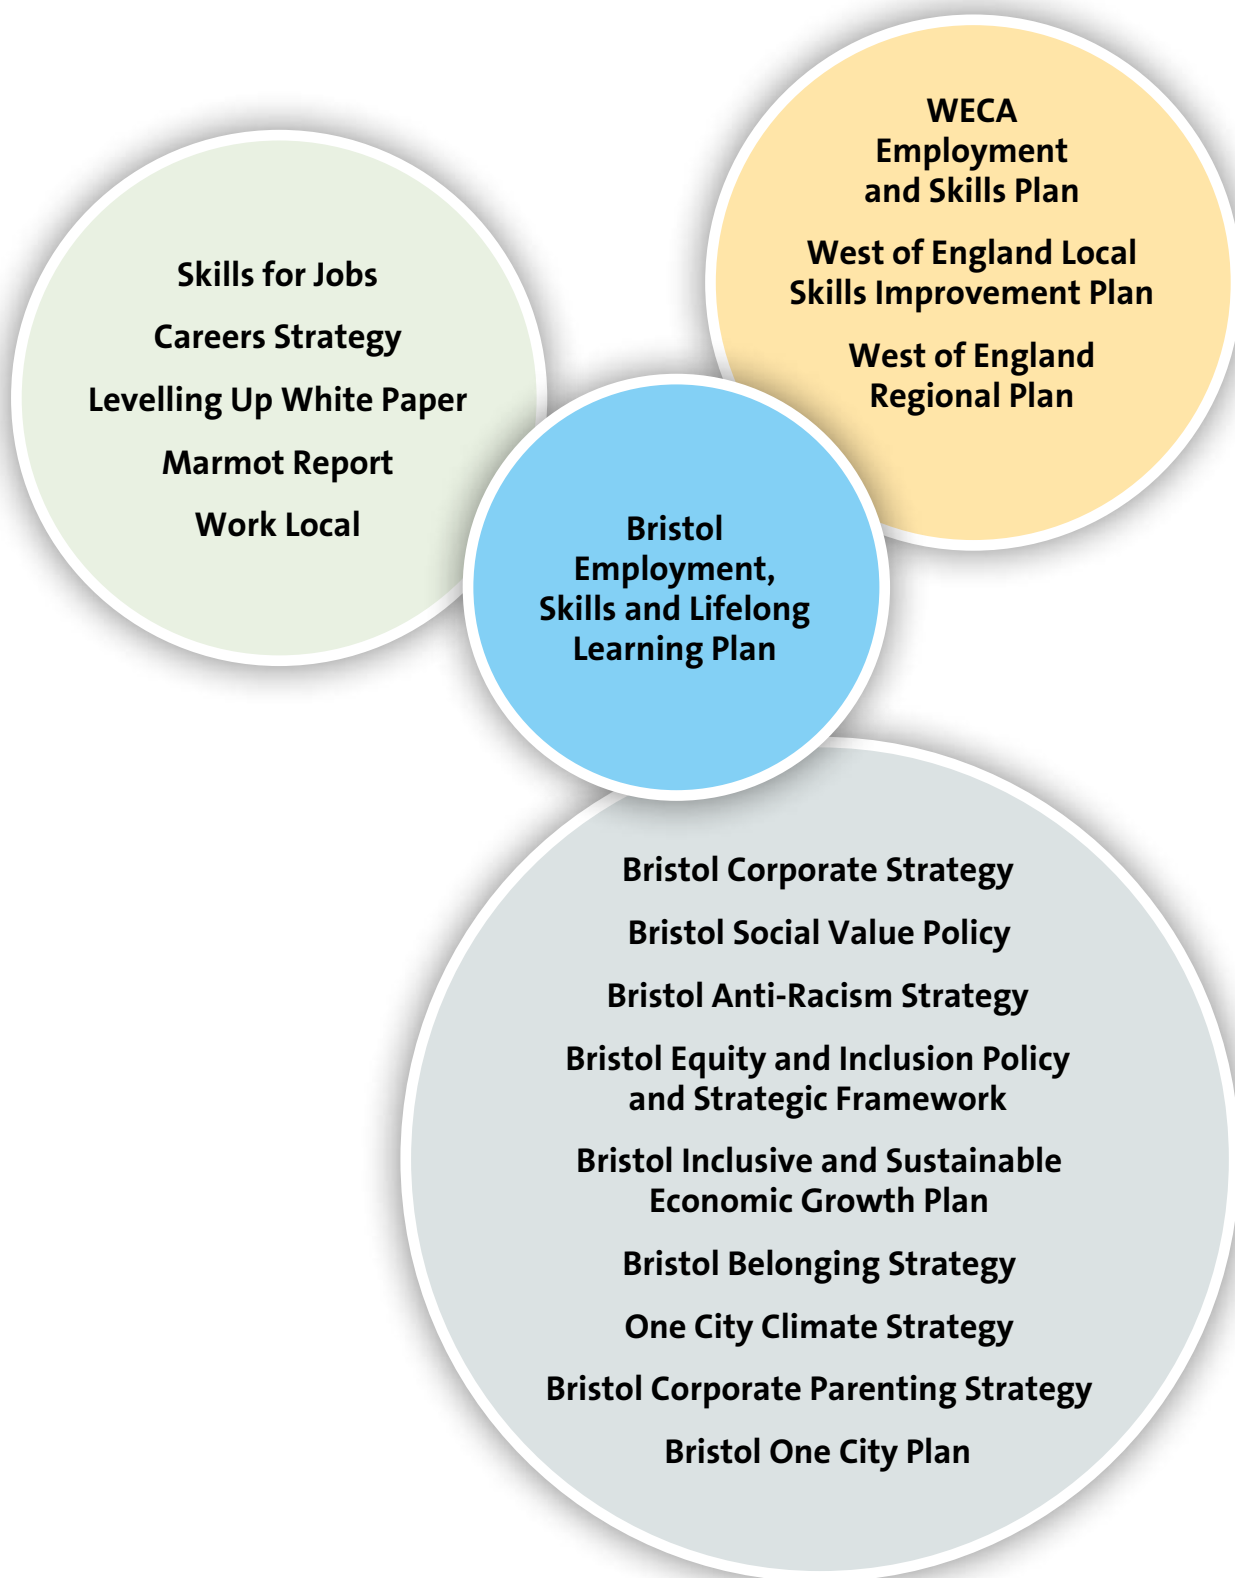 Skills for Jobs
Careers Strategy
Levelling Up White Paper
Marmot Report
Work Local
WECA
Employment
and Skills Plan
West of England Local
Skills Improvement Plan
West of England
Regional Plan
Bristol
Employment,
Skills and Lifelong
Learning Plan
Bristol Corporate Strategy
Bristol Social Value Policy
Bristol Anti-Racism Strategy
Bristol Equity and Inclusion Policy
and Strategic Framework
Bristol Inclusive and Sustainable
Economic Growth Plan
Bristol Belonging Strategy
One City Climate Strategy
Bristol Corporate Parenting Strategy
Bristol One City Plan